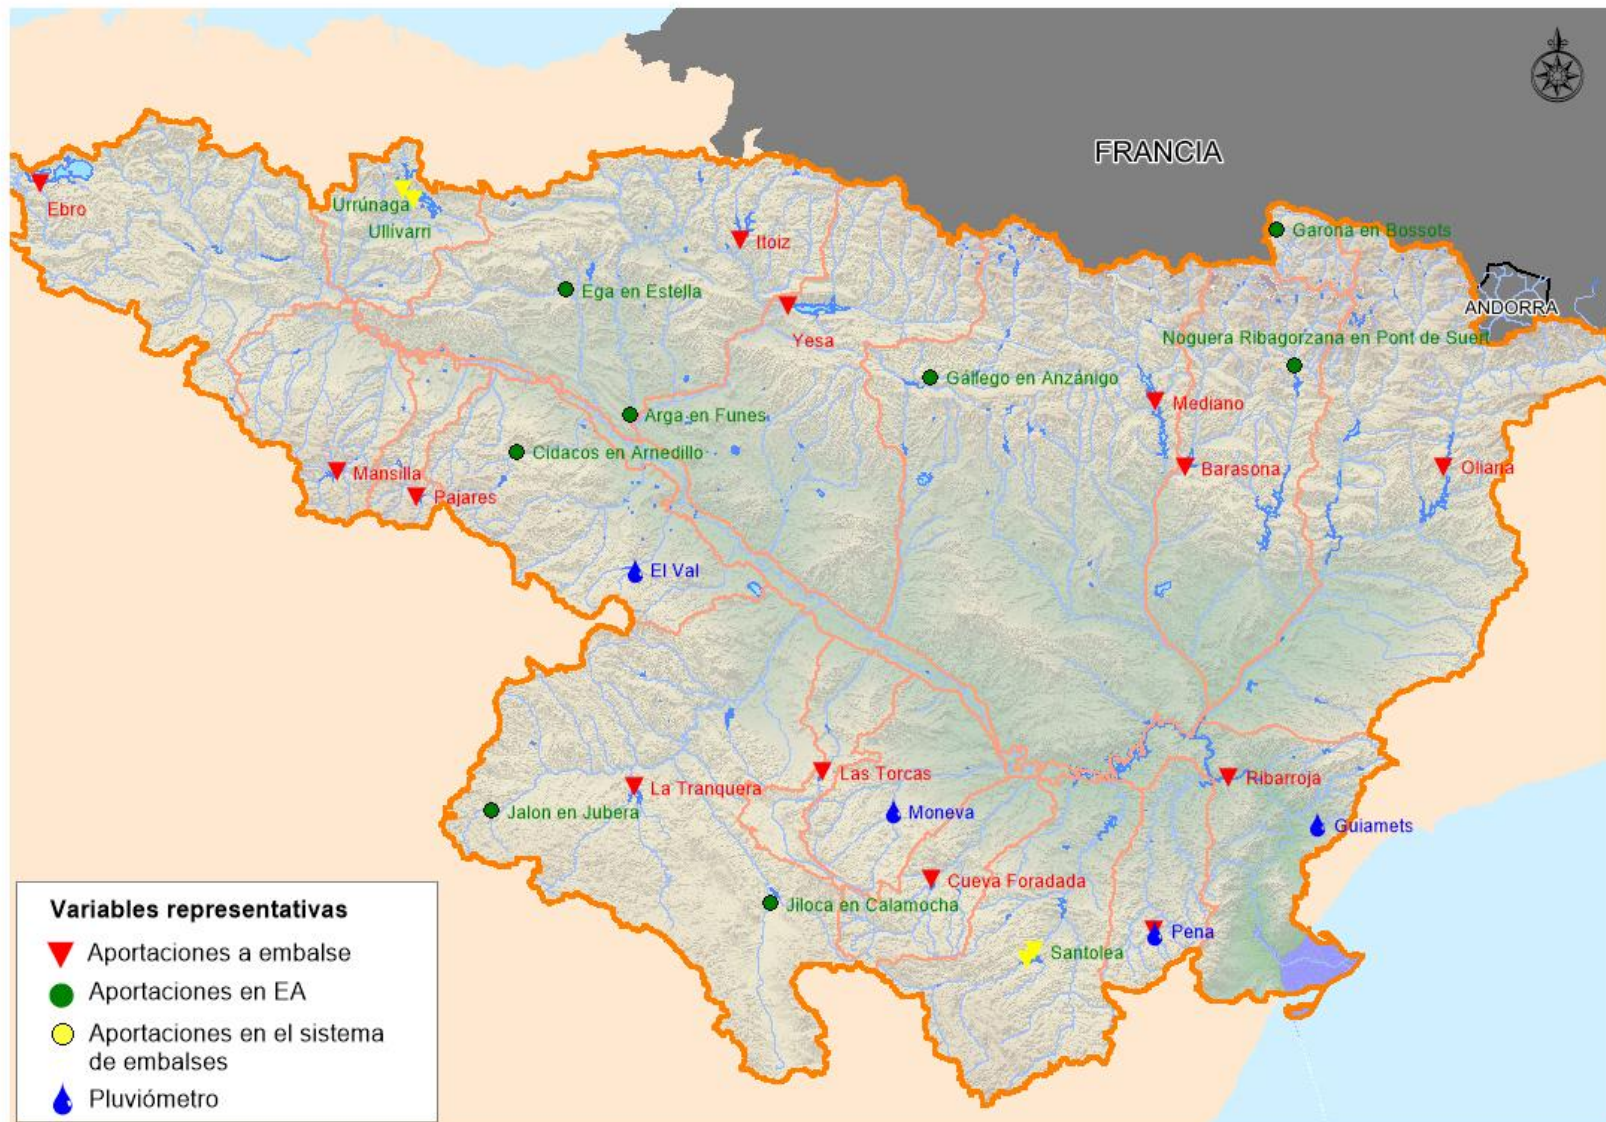 FRANCIA
Ebro
Urrúnaga
Ullívarri
Itoiz
Garona en Bossots
Ega en Estella
ANDORRA
Yesa
Noguera Ribagorzana en Pont de Suert
Gállego en Anzánigo
Mediano
Arga en Funes
Cidacos en Arnedillo
Mansilla
Barasona
Oliana
Pajares
El Val
Las Torcas
Ribarroja
La Tranquera
Jalon en Jubera
Moneva
Guiamets
Cueva Foradada
Jiloca en Calamocha
Pena
Santolea
Variables representativas
Aportaciones a embalse
Aportaciones en EA
Aportaciones en el sistema
de embalses
Pluviómetro